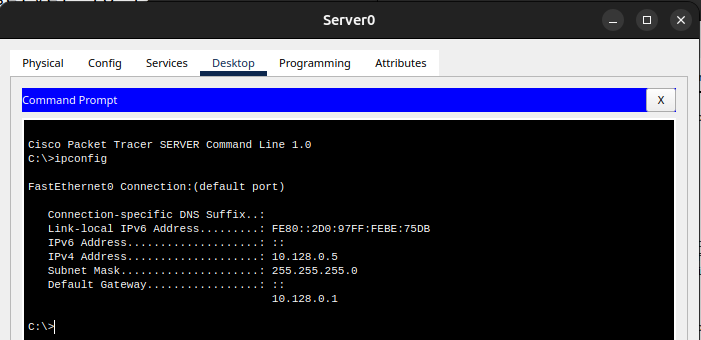 Server0
Physical Config Services Desktop Programming Attributes
Command Prompt
X
Cisco Packet Tracer SERVER Command Line 1.0
C:\>ipconfig
FastEthernet0 Connection:(default port)
Connection-specific DNS Suffix..:
Link-local IPv6 Address.........: FE80::2D0:97FF:FEBE:75DB
IPv6 Address....................: ::
IPv4 Address....................: 10.128.0.5
Subnet Mask.....................: 255.255.255.0
Default Gateway.................: ::
10.128.0.1
C:\>